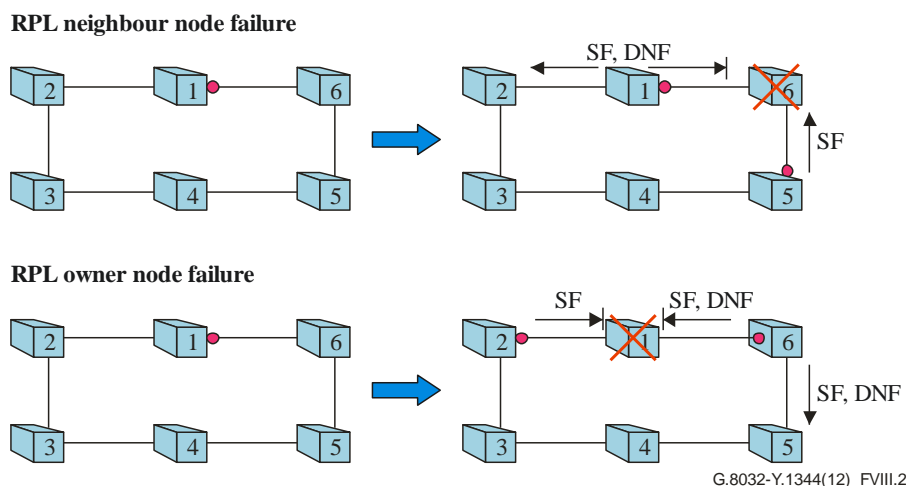 RPL neighbour node failure
SF, DNF
2 1 6 2 1 6
SF
3 4 5 3 4 5
RPL owner node failure
SF SF, DNF
2 1 6 2 1 6
SF, DNF
3 4 5 3 4 5
G.8032-Y.1344(12)_FVIII.2